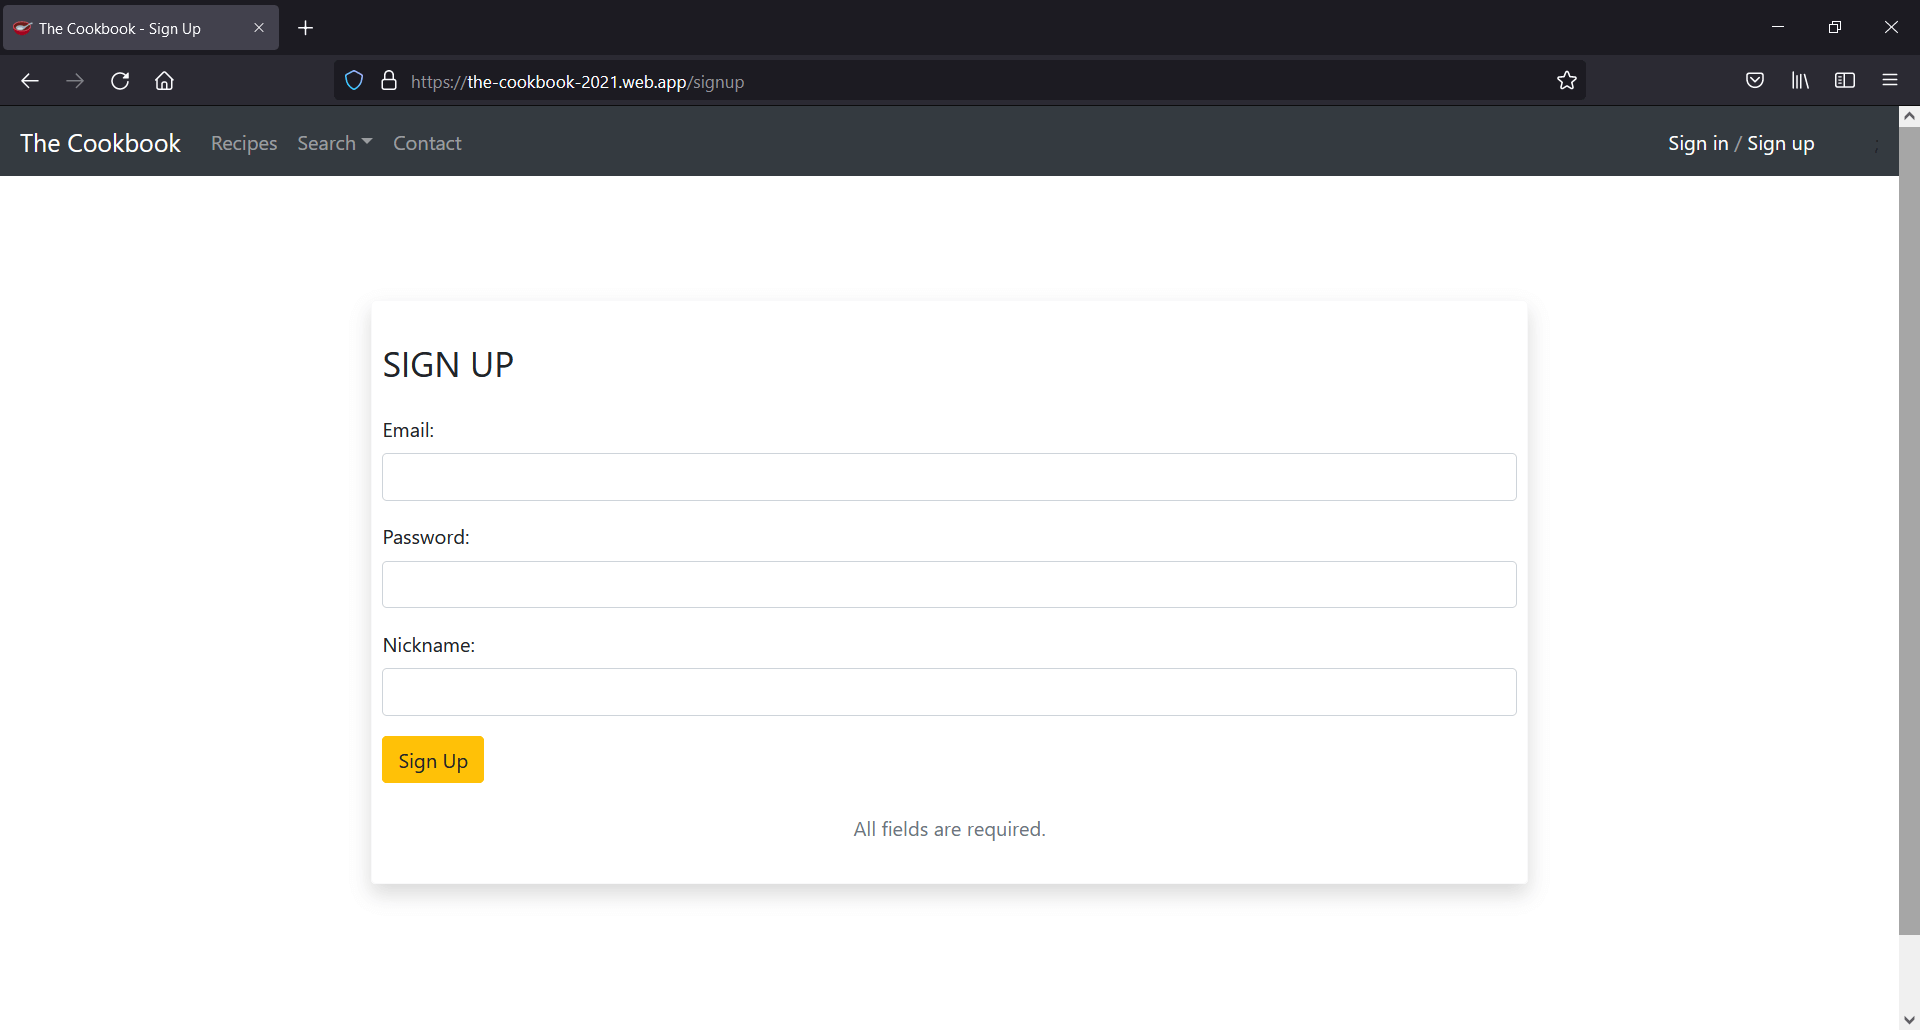 The Cookbook - Sign Up
https://the-cookbook-2021.web.app/signup
The Cookbook Recipes Search Contact Sign in / Sign up ;
SIGN UP
Email:
Password:
Nickname:
Sign Up
All fields are required.